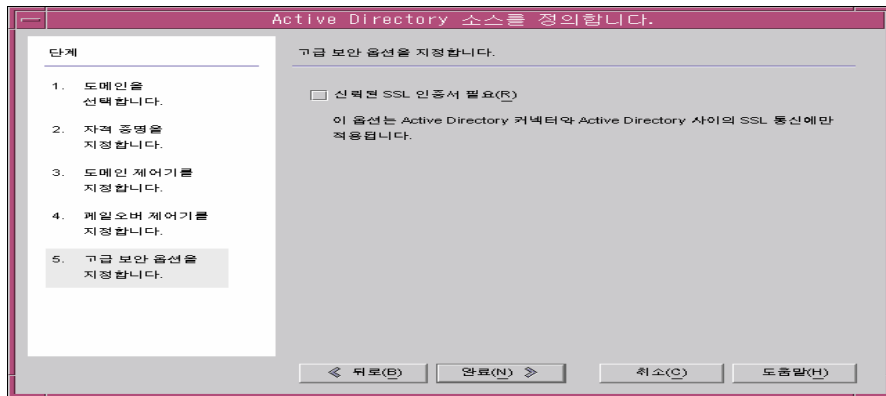 Active Directory 소스를 정의합니다.
단계
1. 도메인을
선택합니다.
2. 자격 증명을
지정합니다.
3. 도메인 제어기를
지정합니다.
4. 페일오버 제어기를
지정합니다.
5. 고급 보안 옵션을
지정합니다.
고급 보안 옵션을 지정합니다.
신뢰된 SSL 인증서 필요(R)
이 옵션는 Active Directory 커넥터와 Active Directory 사이의 SSL 통신에만
적용됩니다.
뒤로(B) 완료(N) 취소(C) 도움말(H)